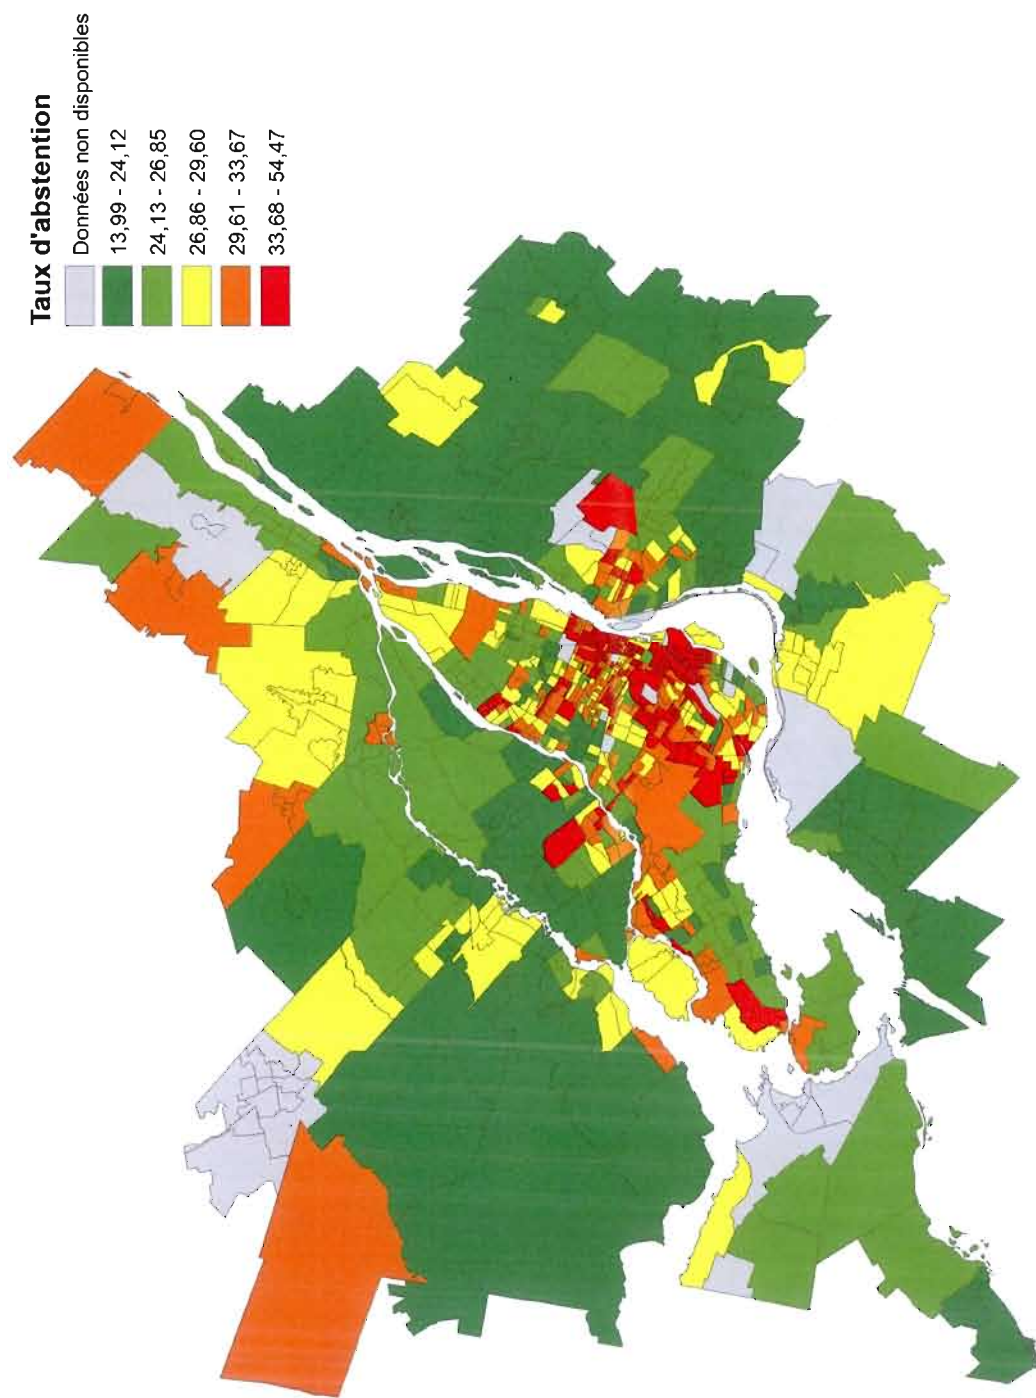 Taux d'abstention
Données non disponibles
13,99 - 24,12
24,13 - 26,85
26,86 - 29,60
29,61 - 33,67
33,68 - 54,47